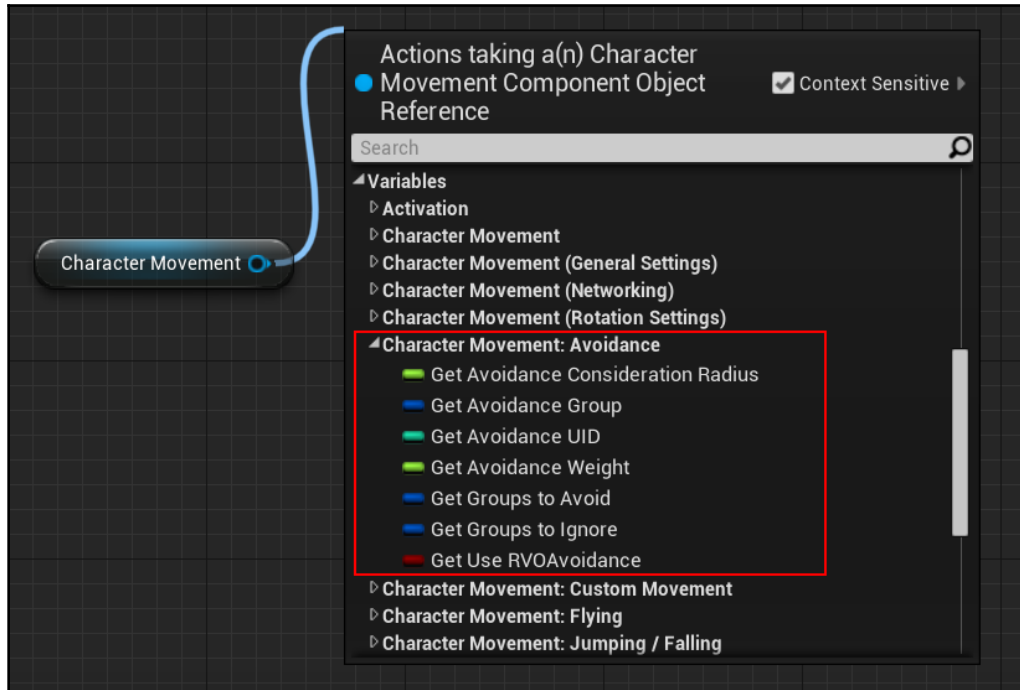 Actions taking a(n) Character
Movement Component Object
Reference
Context Sensitive
Search
Variables
Activation
Character Movement
Character Movement
Character Movement (General Settings)
Character Movement (Networking)
Character Movement (Rotation Settings)
Character Movement: Avoidance
Get Avoidance Consideration Radius
Get Avoidance Group
Get Avoidance UID
Get Avoidance Weight
Get Groups to Avoid
Get Groups to Ignore
Get Use RVOAvoidance
Character Movement: Custom Movement
Character Movement: Flying
Character Movement: Jumping / Falling